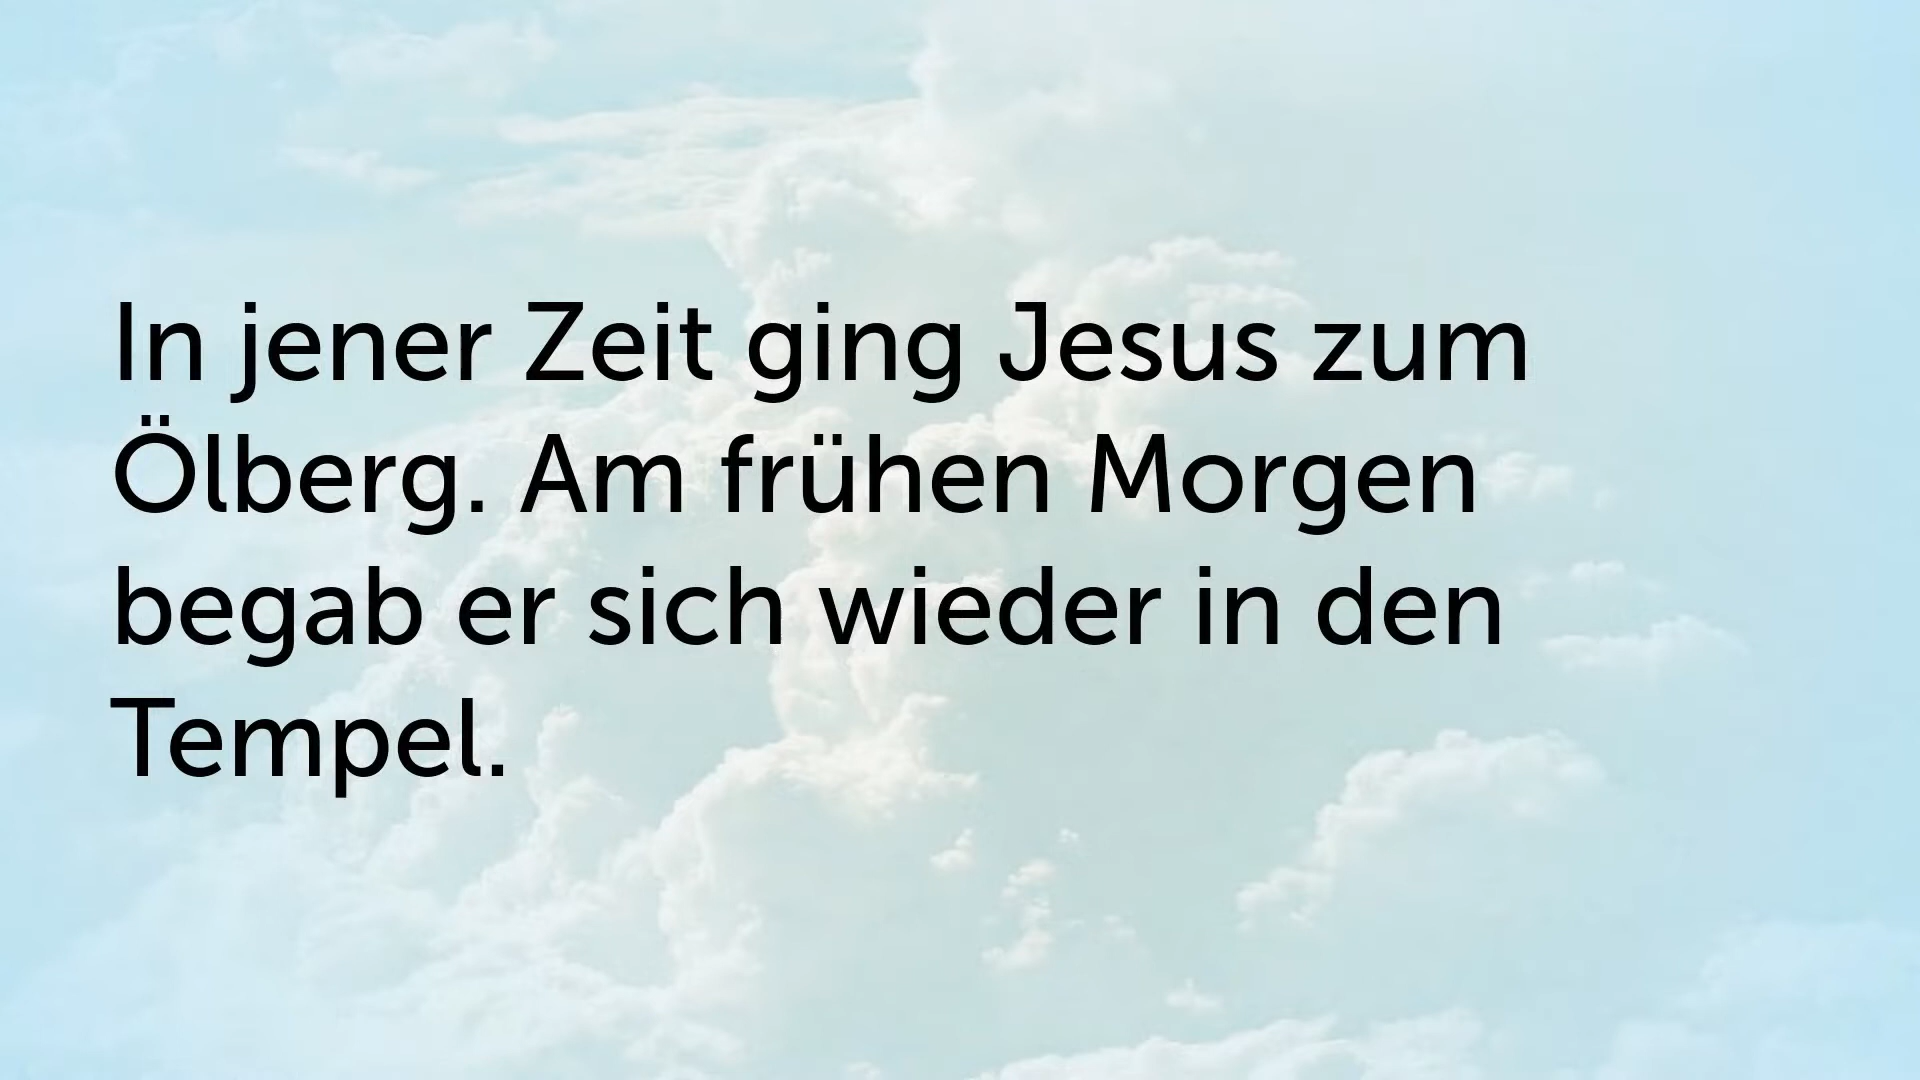 In jener Zeit ging Jesus zum
Ölberg. Am frühen Morgen
begab er sich wieder in den
Tempel.